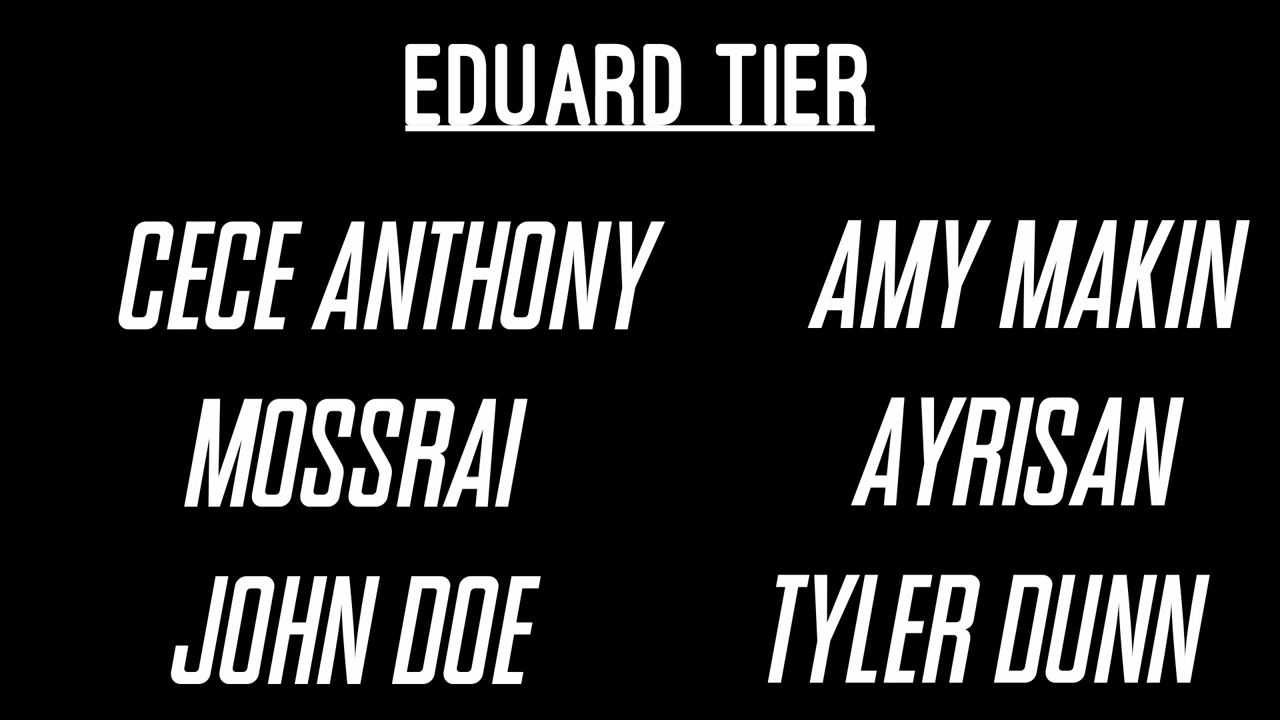 EDUARD TIER
CECE ANTHONY
AMY MAKIN
MOSSRAI
AYRISAN
JOHN DOE
TYLER DUNN